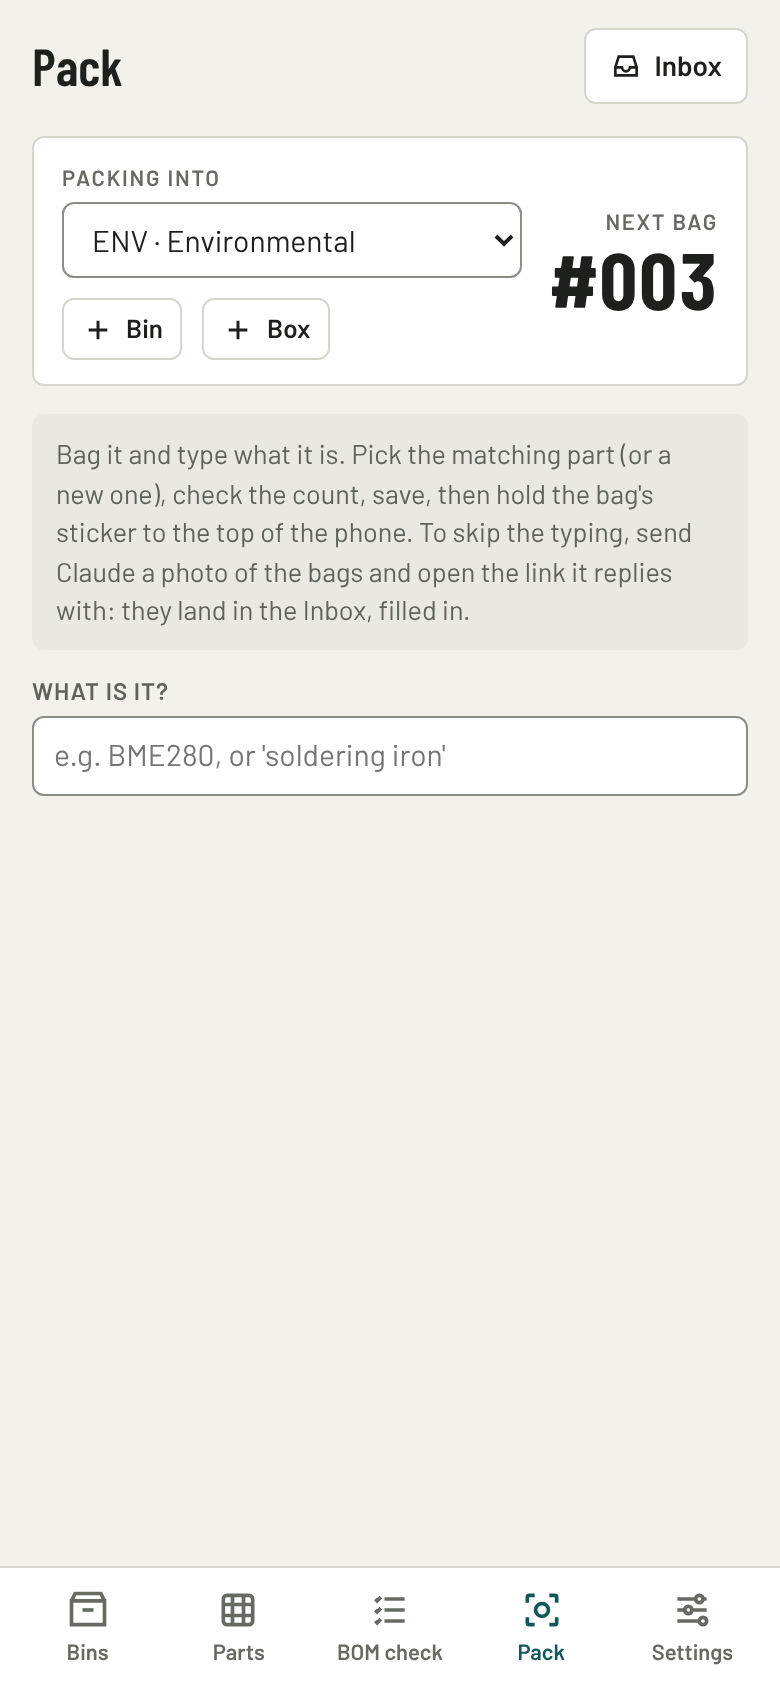 Pack
Inbox
PACKING INTO
ENV · Environmental
NEXT BAG
#003
+ Bin
+ Box
Bag it and type what it is. Pick the matching part (or a
new one), check the count, save, then hold the bag's
sticker to the top of the phone. To skip the typing, send
Claude a photo of the bags and open the link it replies
with: they land in the Inbox, filled in.
WHAT IS IT?
e.g. BME280, or 'soldering iron'
Bins
Parts
BOM check
Pack
Settings